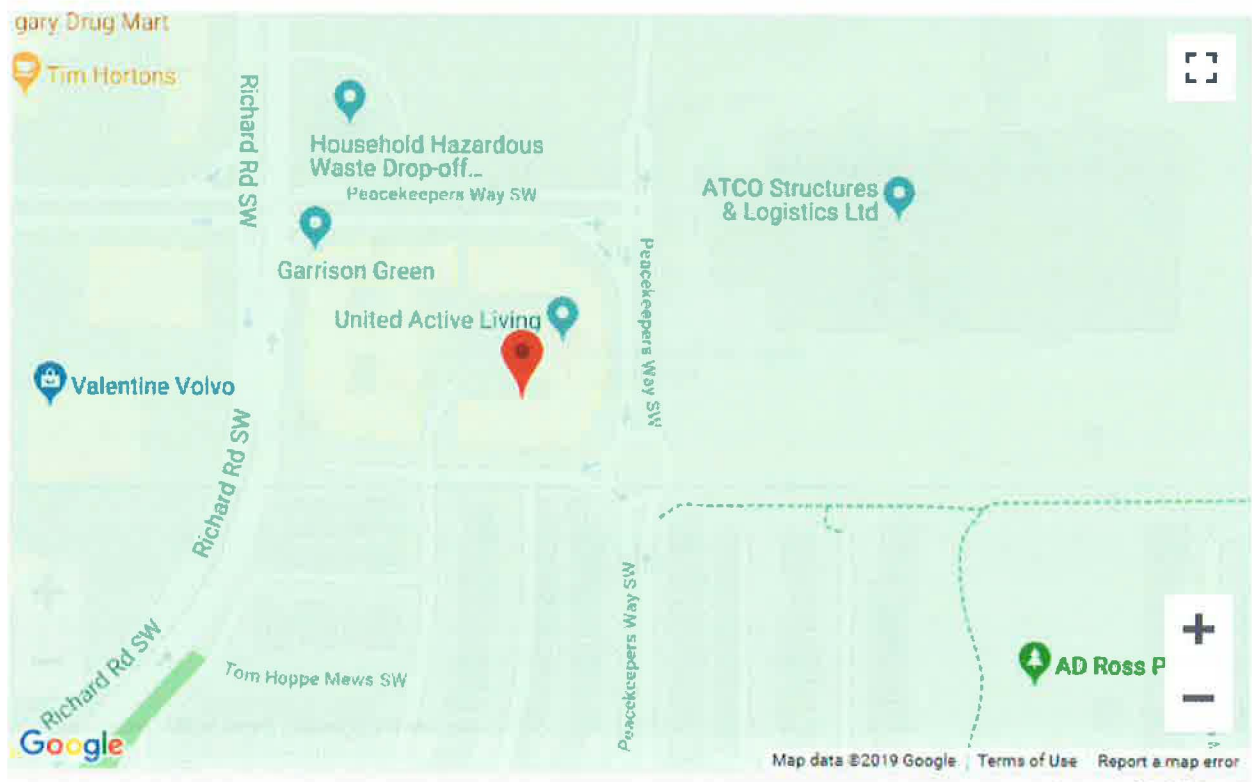 gary Drug Mart
Tim Hortons
Richard Rd SW
Household Hazardous
Waste Drop-off...
Peacekeepers Way SW
ATCO Structures
& Logistics Ltd
Garrison Green
Peacekeepers Way SW
United Active Living
Valentine Volvo
Richard Rd SW
Peacekeepers Way SW
Richard Rd SW
Tom Hoppe Mews SW
AD Ross P
Google
Map data ©2019 Google
Terms of Use
Report a map error